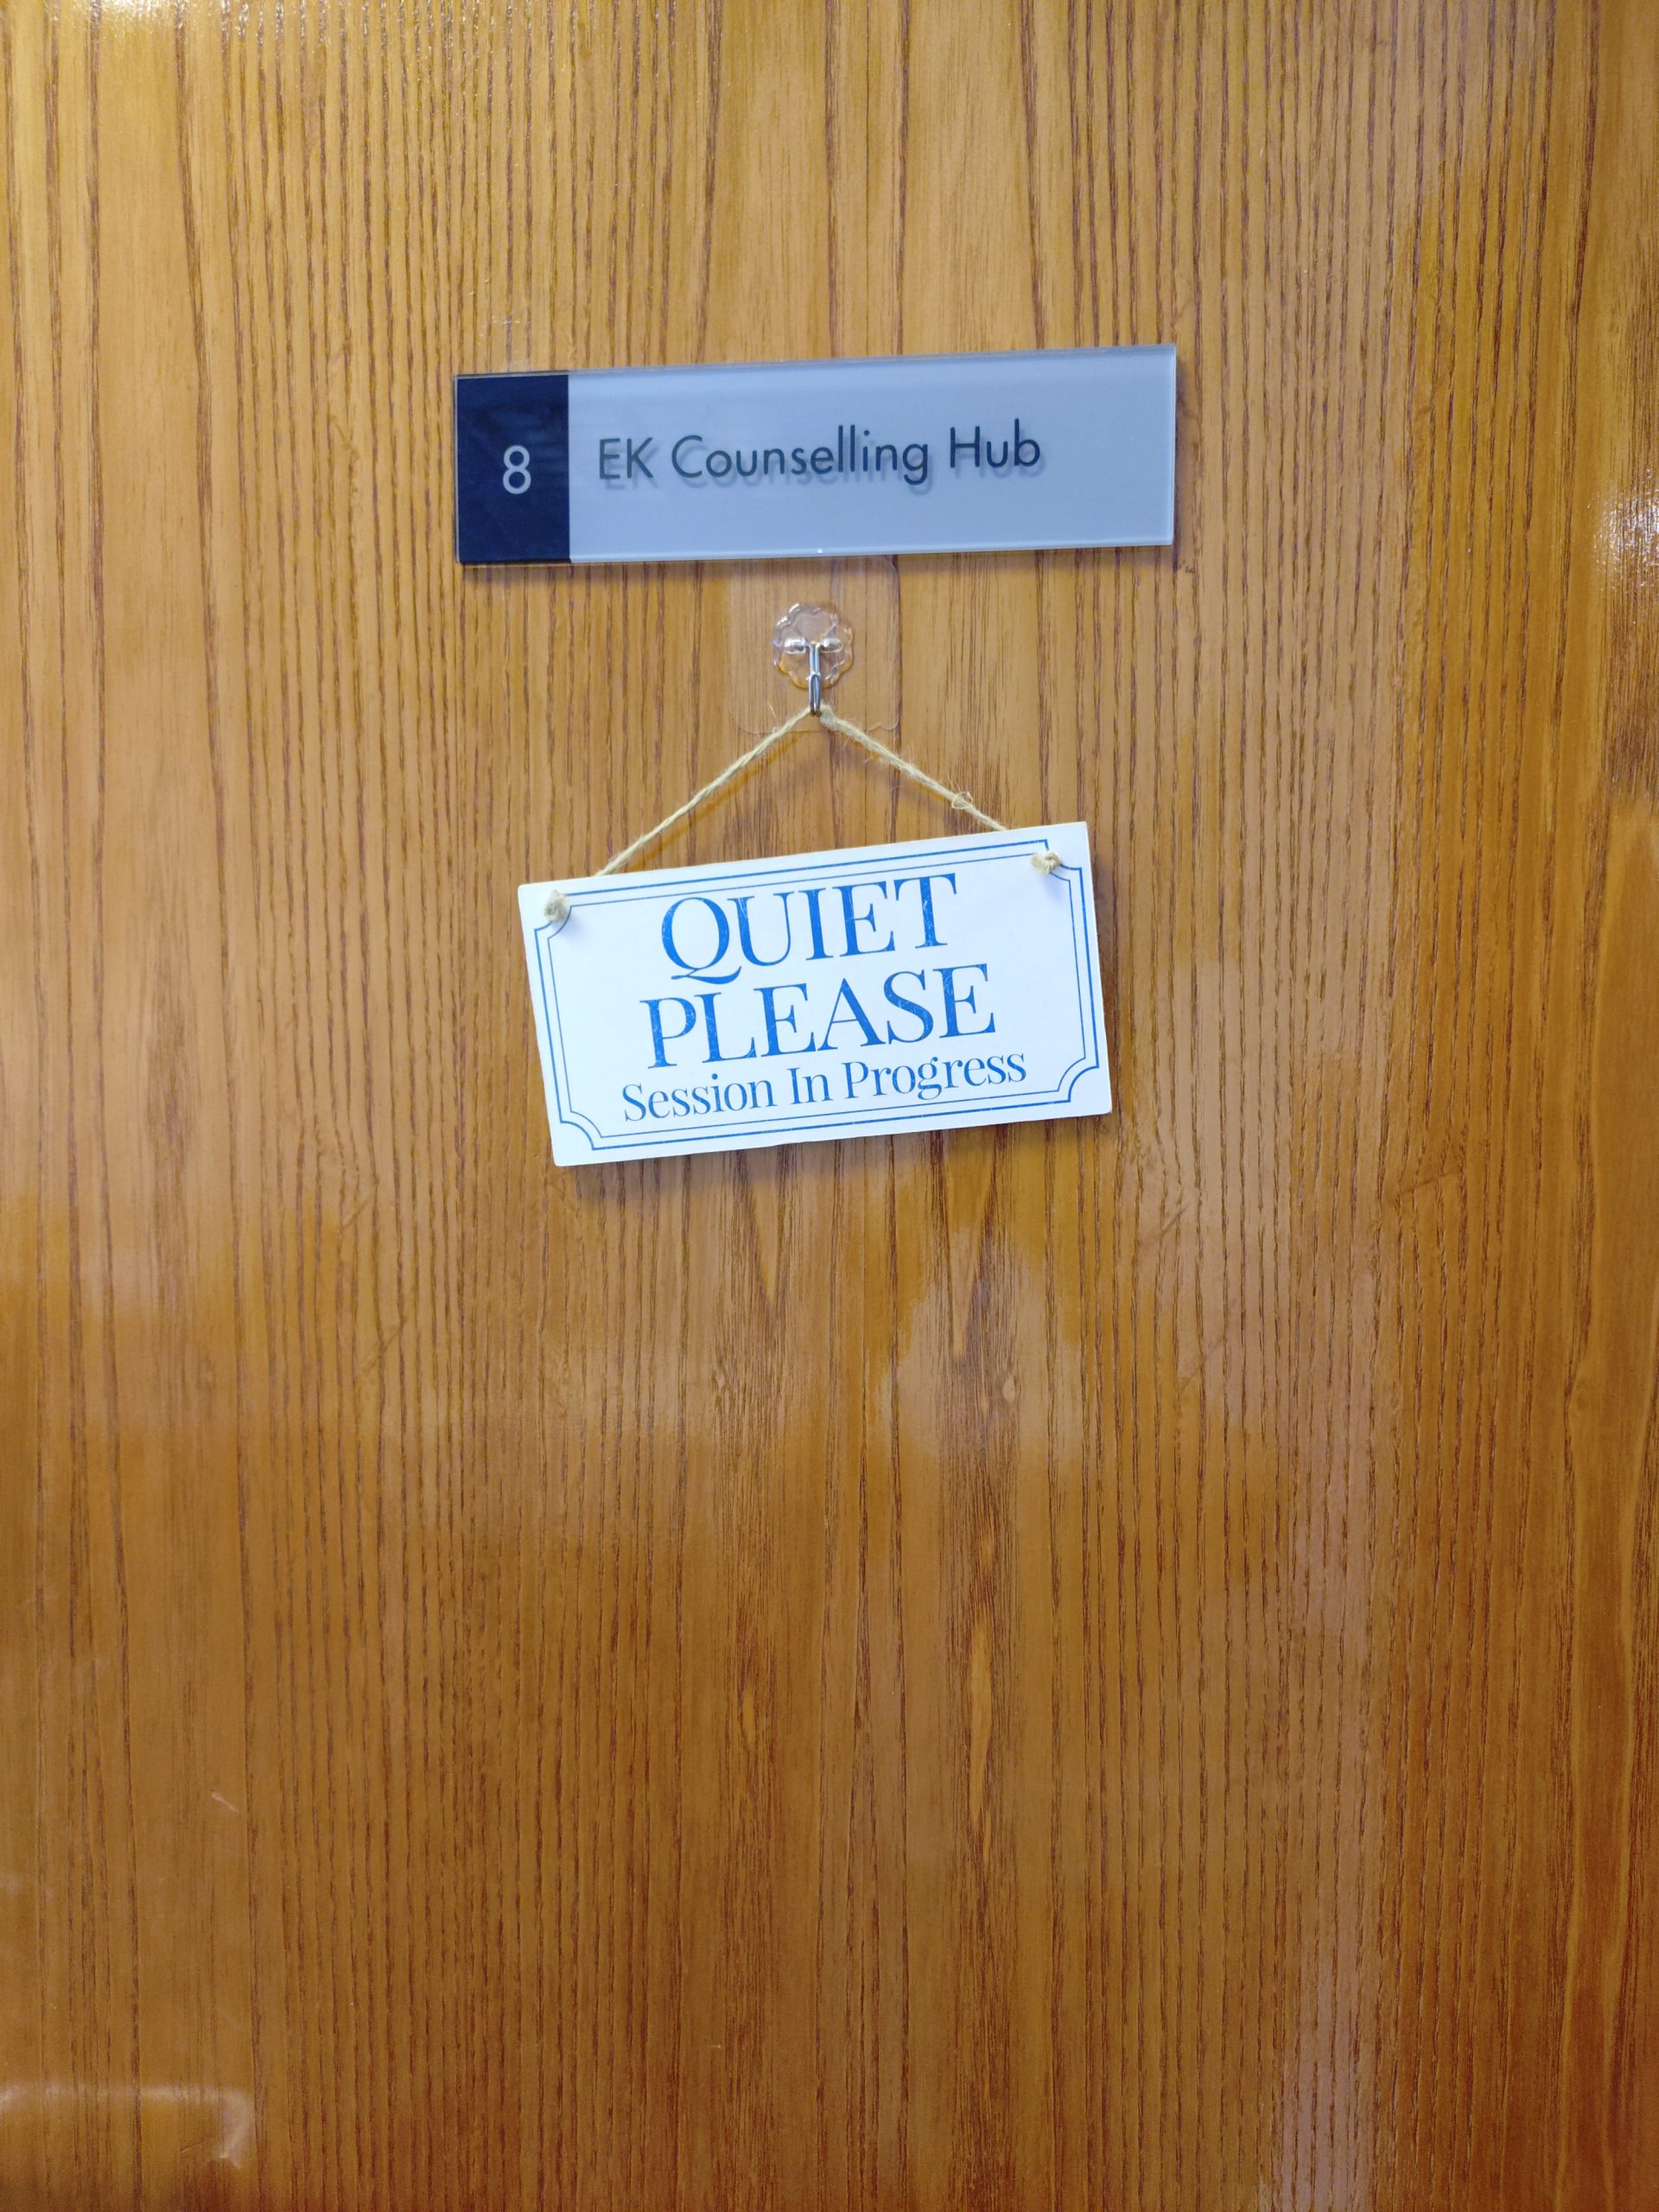 8 EK Counselling Hub
QUIET
PLEASE
Session In Progress